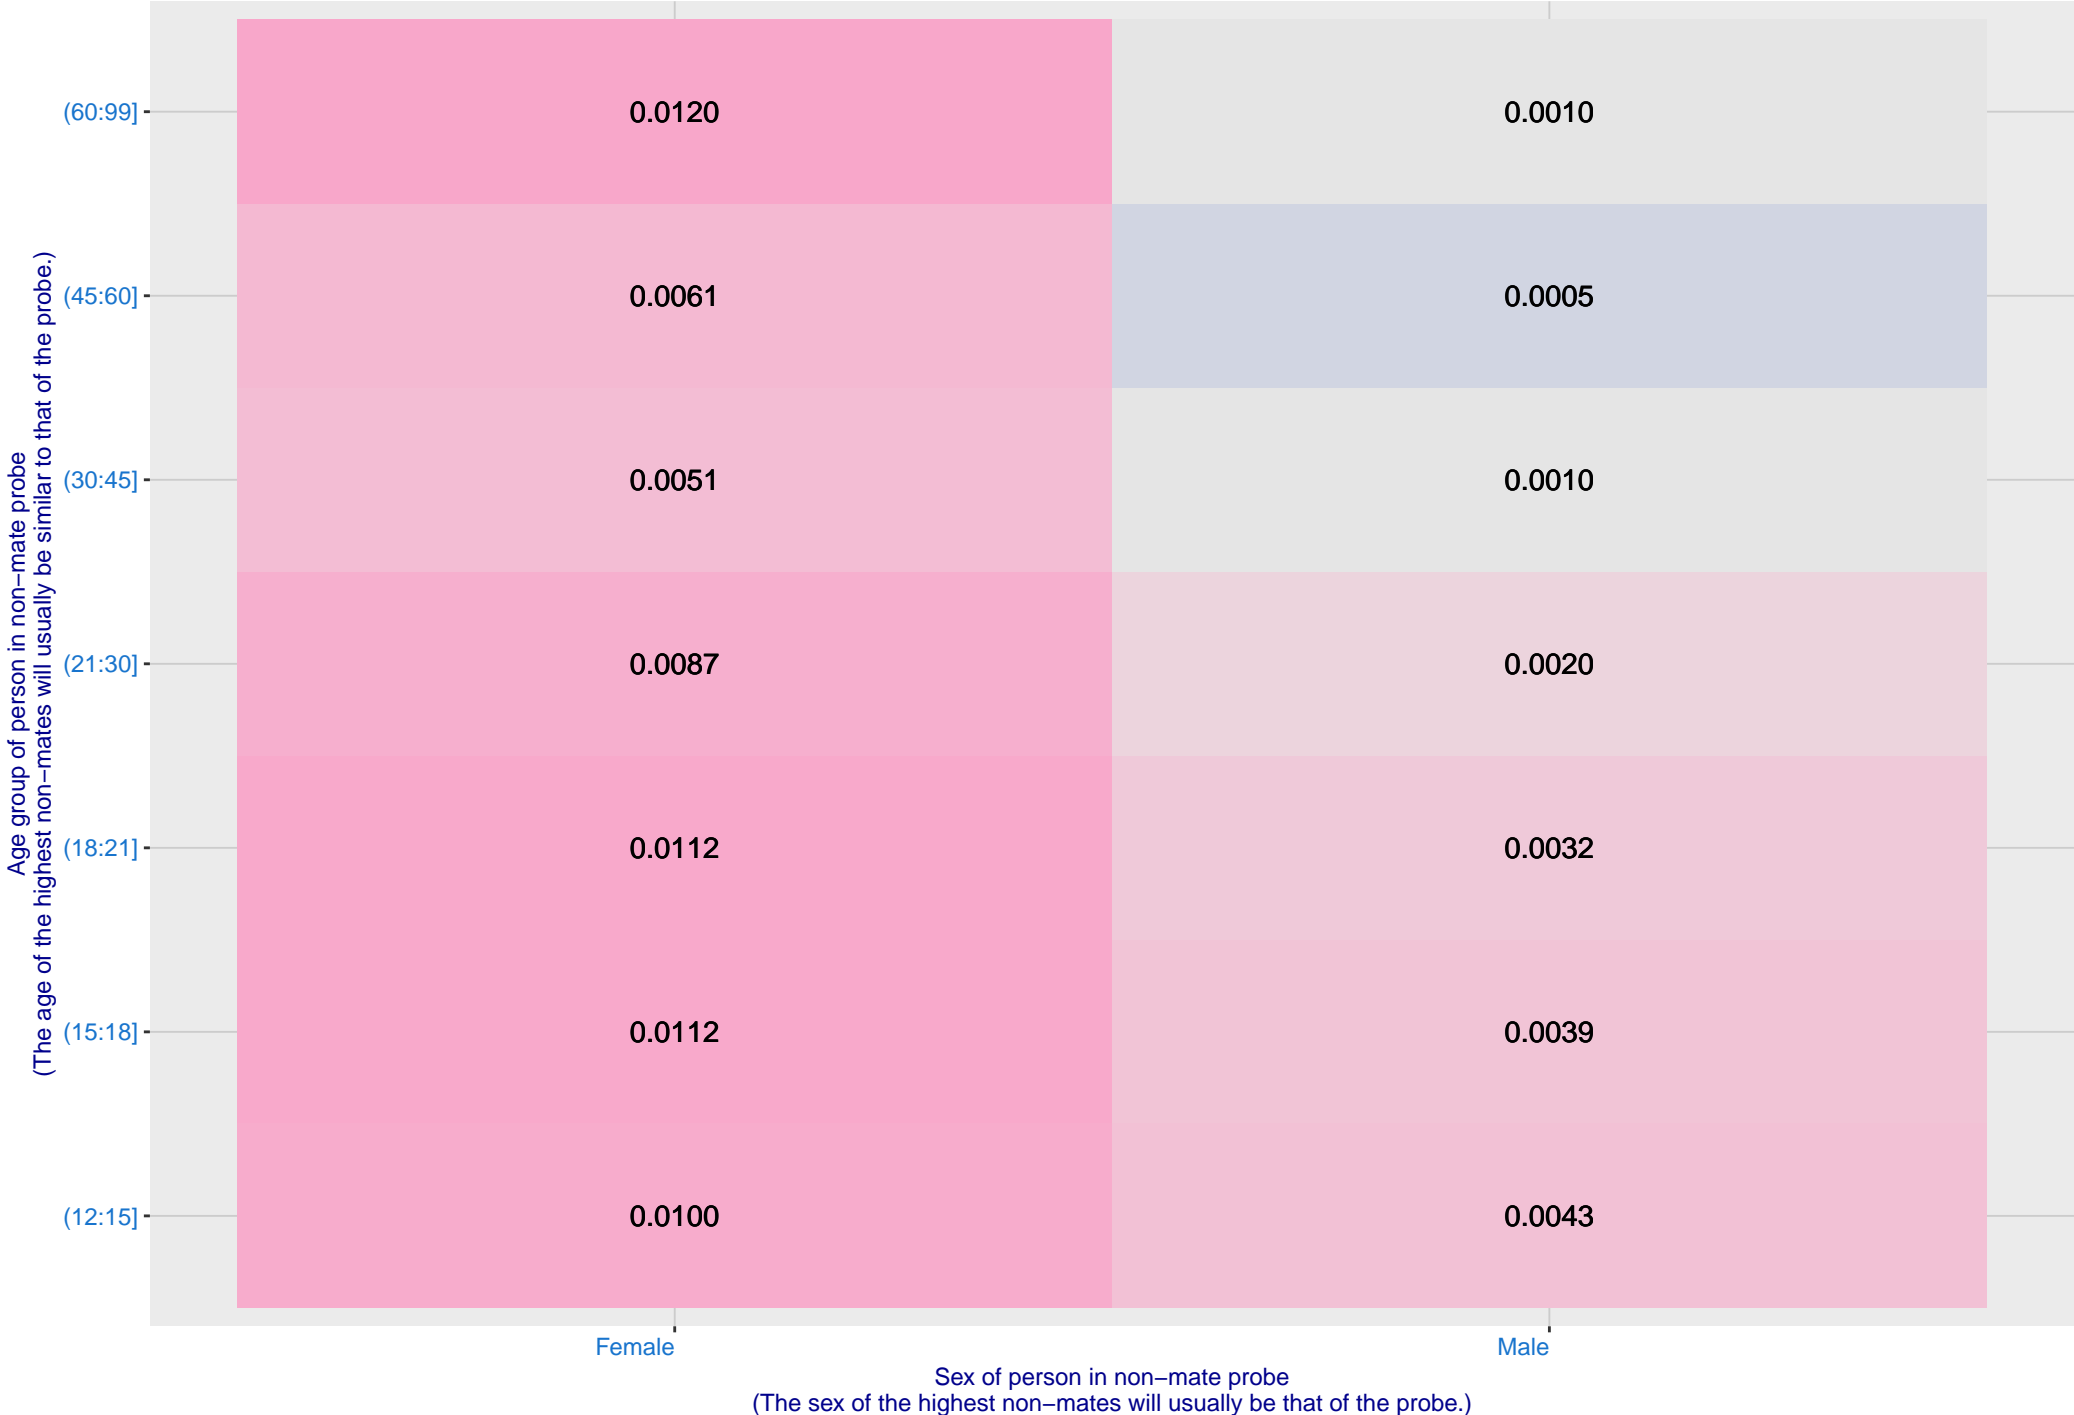 Age group of person in non−mate probe
(The age of the highest non−mates will usually be similar to that of the probe.)
(60:99] 0.0120 0.0010
(45:60] 0.0061 0.0005
(30:45] 0.0051 0.0010
(21:30] 0.0087 0.0020
(18:21] 0.0112 0.0032
(15:18] 0.0112 0.0039
(12:15] 0.0100 0.0043
Female Male
Sex of person in non−mate probe
(The sex of the highest non−mates will usually be that of the probe.)